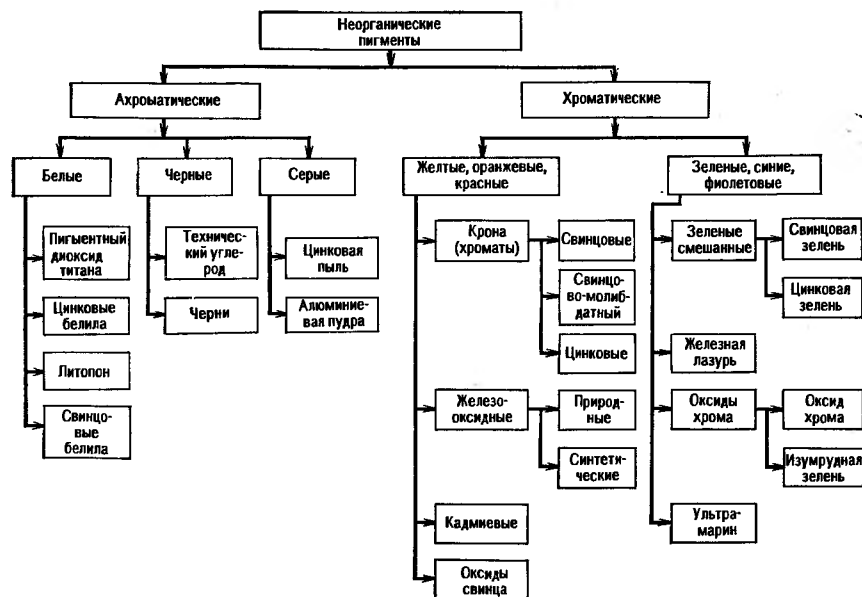 Неорганические
пигменты
Ахроматические
Хроматические
Белые
Черные
Серые
Желтые, оранжевые,
красные
Зеленые, синие,
фиолетовые
Пигментный
диоксид
титана
Цинковые
белила
Литопон
Свинцо-
вые
белила
Техничес-
кий угле-
род
Черни
Цинковая
пыль
Алюминие-
вая пудра
Крона
(хроматы)
Свинцовые
Свинцо-
во-молиб-
датный
Цинковые
Железо-
оксидные
Природ-
ные
Синтети-
ческие
Кадмиевые
Оксиды
свинца
Зеленые
смешанные
Свинцовая
зелень
Цинковая
зелень
Железная
лазурь
Оксиды
хрома
Оксид
хрома
Изумрудная
зелень
Ультра-
марин